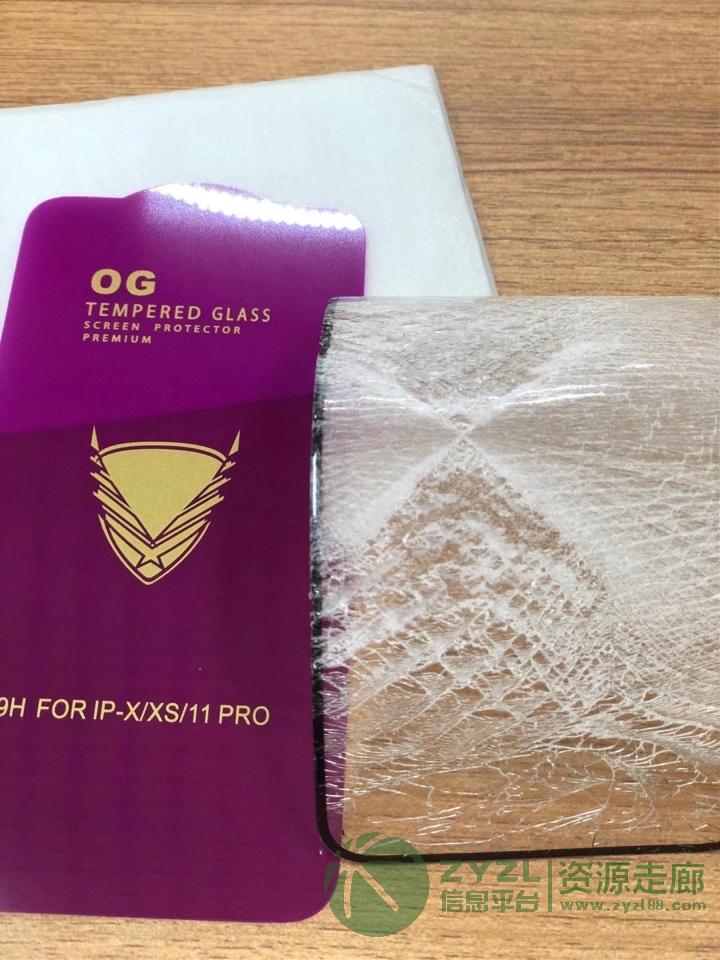 OG
TEMPERED GLASS
SCREEN PROTECTOR
PREMIUM
9H FOR IP-X/XS/11 PRO
ZYZL
信息平台
资源走廊
www.zyzl88.com